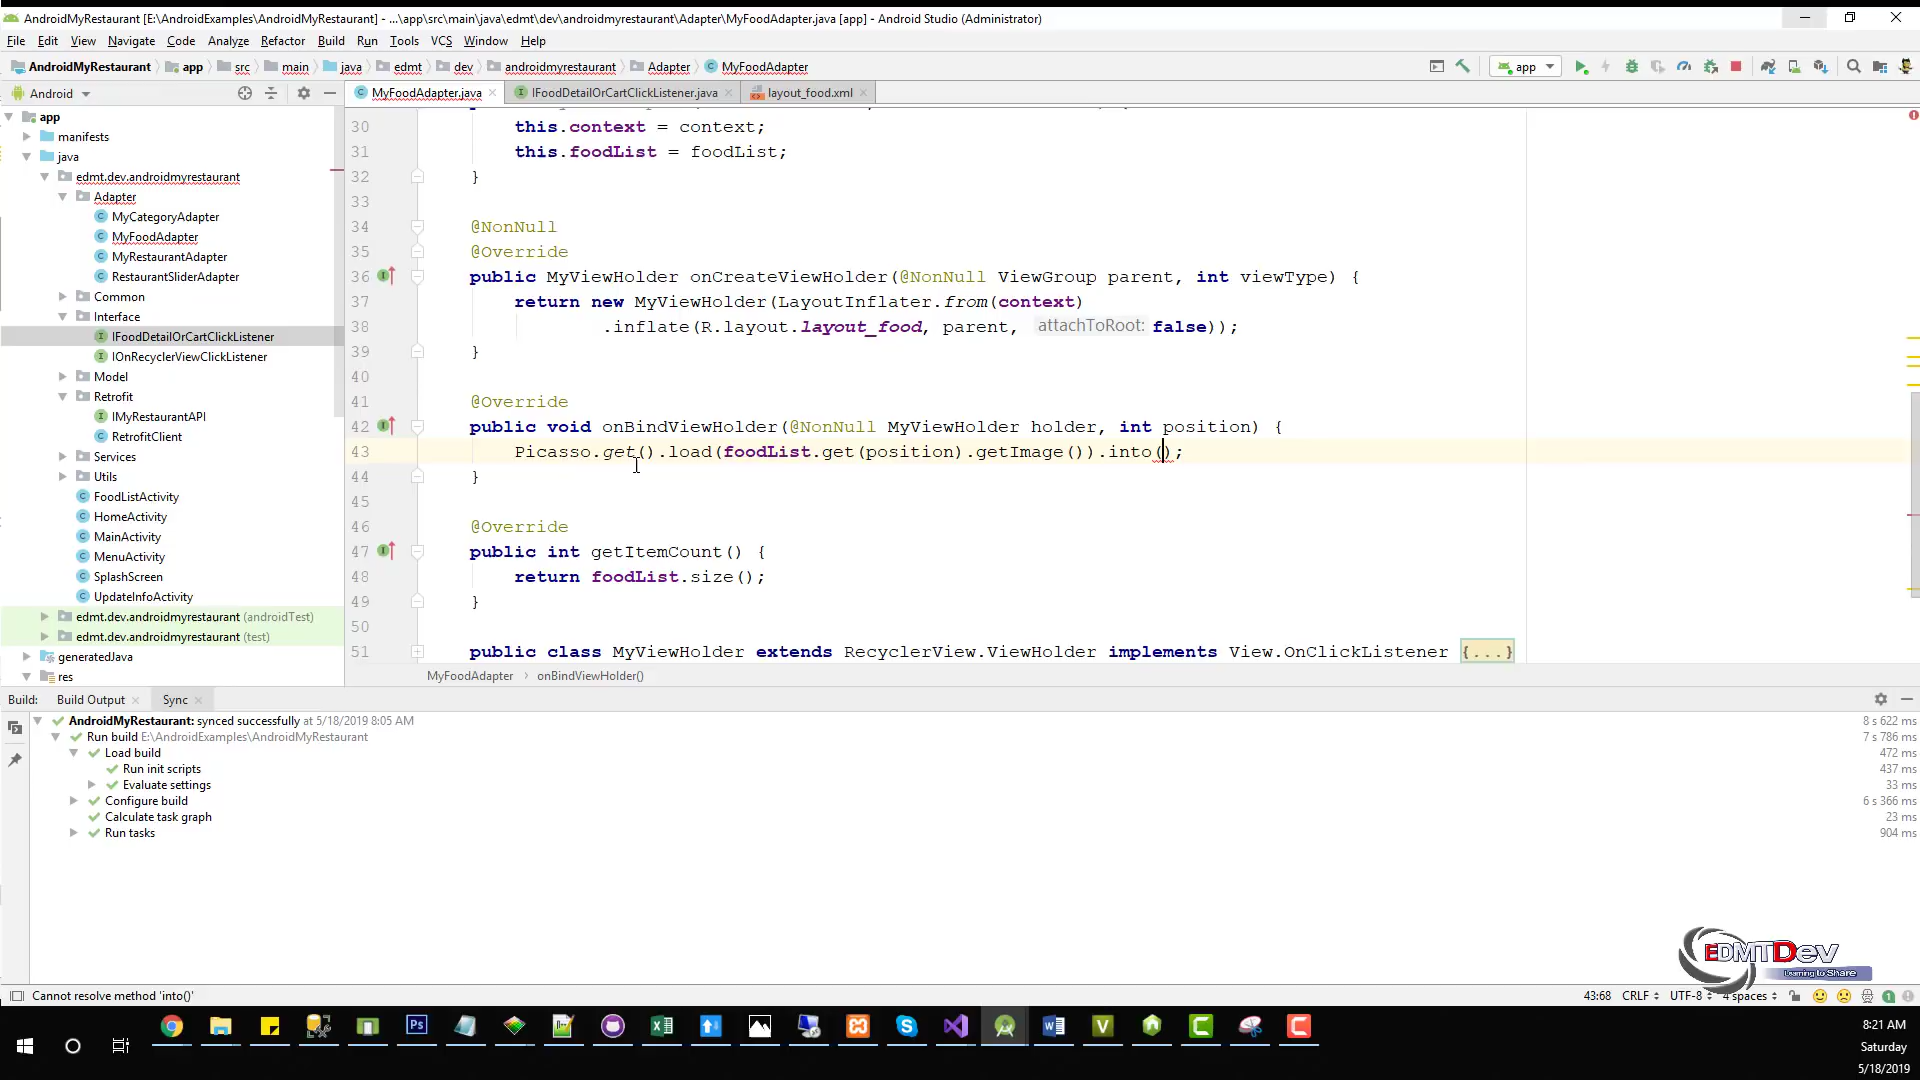 AndroidMyRestaurant [E:\AndroidExamples\AndroidMyRestaurant] - ...\app\src\main\java\edmt\dev\androidmyrestaurant\Adapter\MyFoodAdapter.java [app] - Android Studio (Administrator)
File Edit View Navigate Code Analyze Refactor Build Run Tools VCS Window Help
AndroidMyRestaurant app src main java edmt dev androidmyrestaurant Adapter MyFoodAdapter app
Android MyFoodAdapter.java IFoodDetailOrCartClickListener.java layout_food.xml
app
manifests
java
edmt.dev.androidmyrestaurant
Adapter
MyCategoryAdapter
MyFoodAdapter
MyRestaurantAdapter
RestaurantSliderAdapter
Common
Interface
IFoodDetailOrCartClickListener
IOnRecyclerViewClickListener
Model
Retrofit
IMyRestaurantAPI
RetrofitClient
Services
Utils
FoodListActivity
HomeActivity
MainActivity
MenuActivity
SplashScreen
UpdateInfoActivity
edmt.dev.androidmyrestaurant (androidTest)
edmt.dev.androidmyrestaurant (test)
generatedJava
res
30 this.context = context;
31 this.foodList = foodList;
32 }
33
34 @NonNull
35 @Override
36 public MyViewHolder onCreateViewHolder(@NonNull ViewGroup parent, int viewType) {
37 return new MyViewHolder(LayoutInflater.from(context)
38 .inflate(R.layout.layout_food, parent, attachToRoot: false));
39 }
40
41 @Override
42 public void onBindViewHolder(@NonNull MyViewHolder holder, int position) {
43 Picasso.get().load(foodList.get(position).getImage()).into();
44 }
45
46 @Override
47 public int getItemCount() {
48 return foodList.size();
49 }
50
51 public class MyViewHolder extends RecyclerView.ViewHolder implements View.OnClickListener {...}
MyFoodAdapter › onBindViewHolder()
Build: Build Output Sync
AndroidMyRestaurant: synced successfully at 5/18/2019 8:05 AM 8 s 622 ms
Run build E:\AndroidExamples\AndroidMyRestaurant 7 s 786 ms
Load build 472 ms
Run init scripts 437 ms
Evaluate settings 33 ms
Configure build 6 s 366 ms
Calculate task graph 23 ms
Run tasks 904 ms
EDMTDev
Learning to Share
Cannot resolve method 'into()' 43:68 CRLF UTF-8 4 spaces 1
8:21 AM
Saturday
5/18/2019